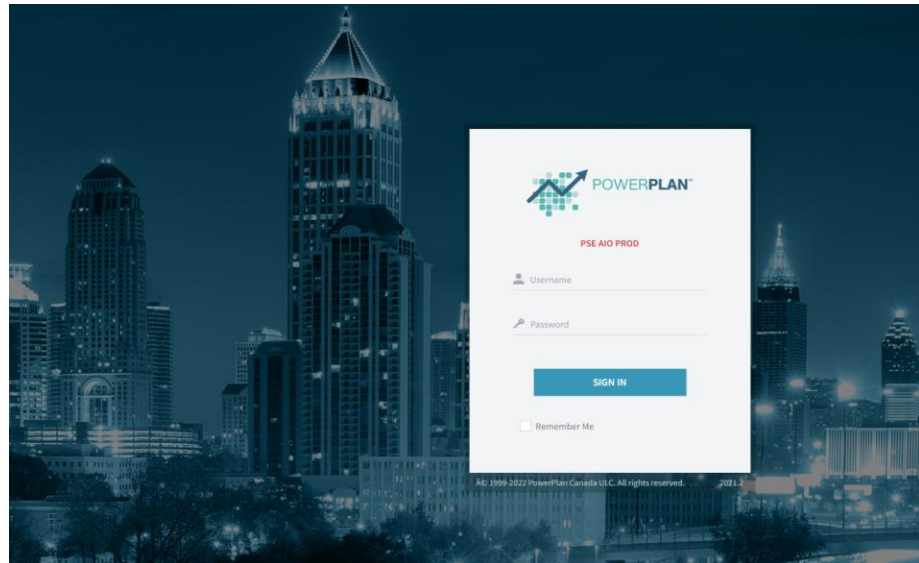 POWERPLAN™
PSE AIO PROD
Username
Password
SIGN IN
Remember Me
Â© 1999-2022 PowerPlan Canada ULC. All rights reserved. 2021.2